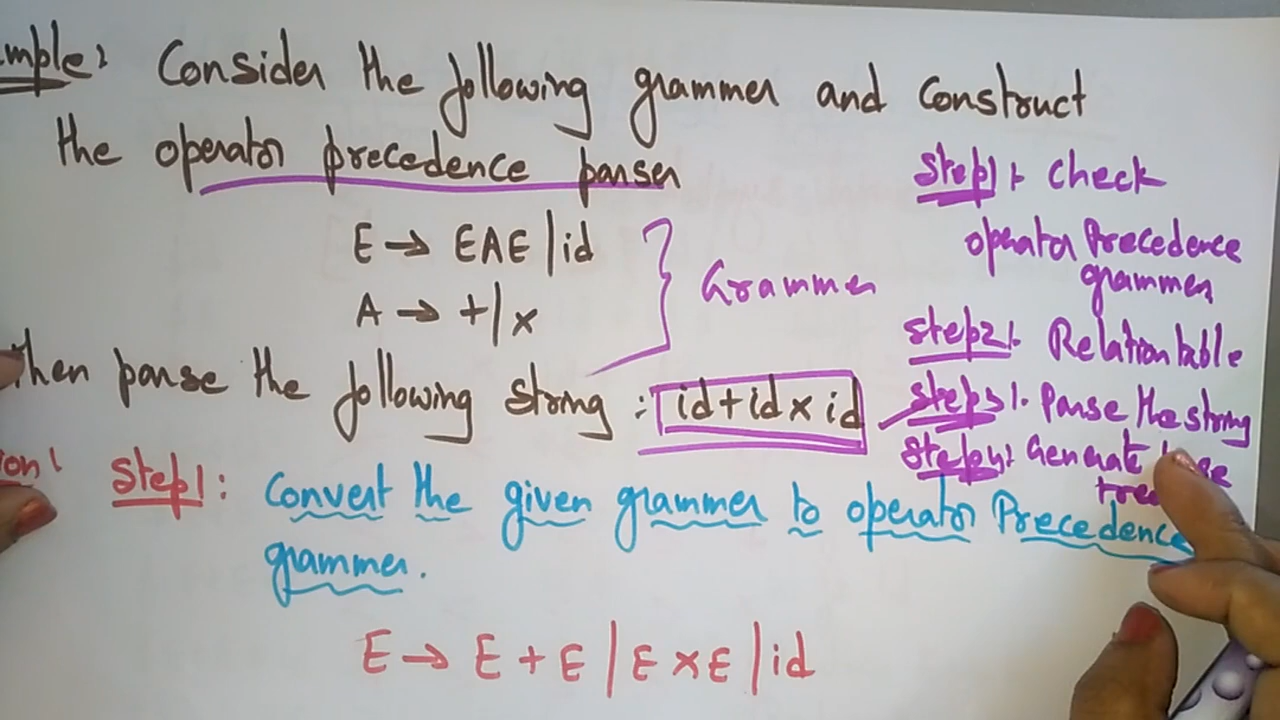 mple: Consider the following grammer and construct
the operator precedence parser
E → EAE | id
A → + | x
Grammer
then parse the following string : id + id x id
Step1: Check
operator Precedence
grammer
Step2: Relation table
Step3: Parse the string
Step4: Generate
tree
ion: Step1: Convert the given grammer to operator Precedence
grammer.
E → E + E | E x E | id